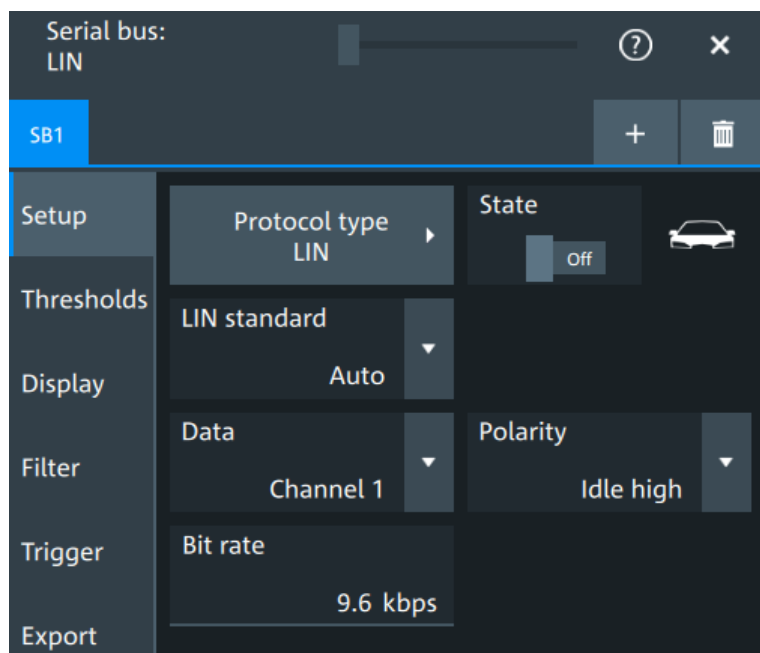 Serial bus:
LIN
?
SB1
+
Setup
Protocol type
LIN
State
Off
Thresholds
LIN standard
Auto
Display
Data
Channel 1
Polarity
Idle high
Filter
Trigger
Bit rate
9.6 kbps
Export